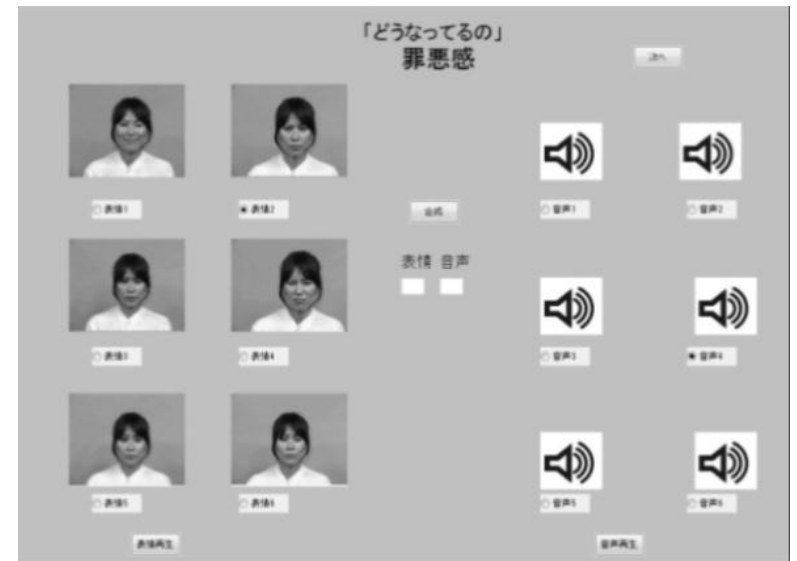 「どうなってるの」
罪悪感
次へ
表情1
表情2
音声1
音声2
合成
表情 音声
表情3
表情4
音声3
音声4
表情5
表情6
音声5
音声6
表情再生
音声再生